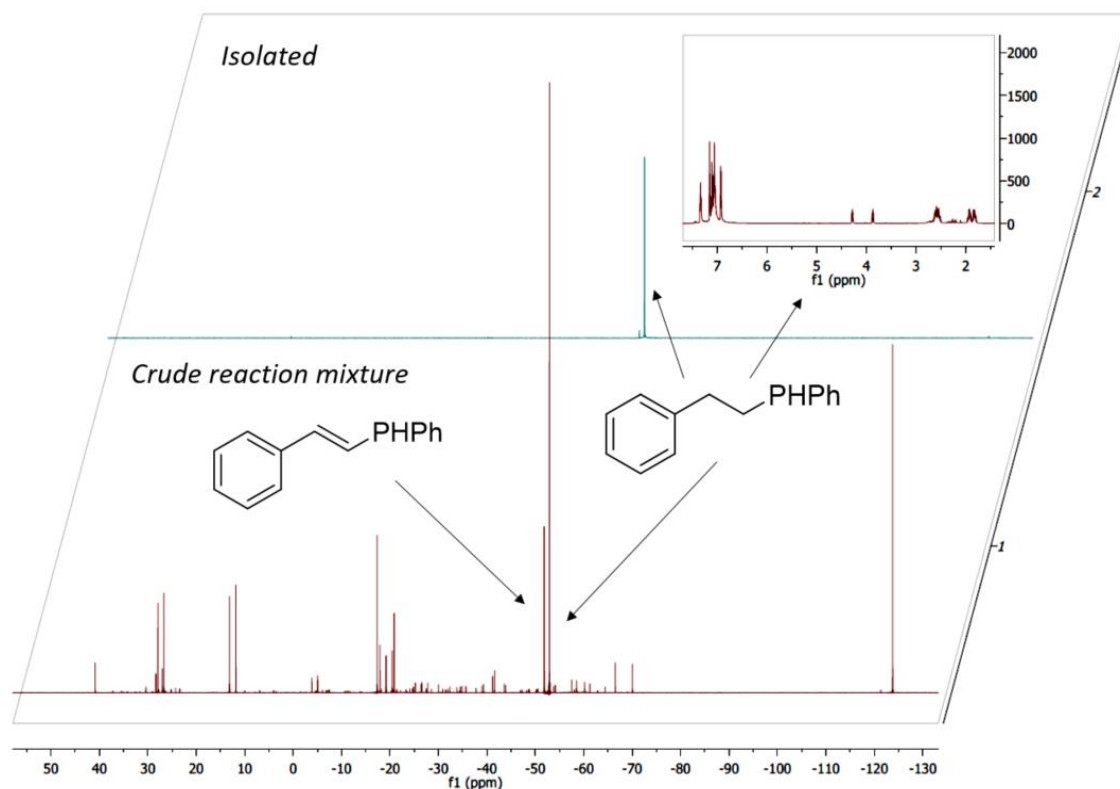 Isolated
2000
1500
1000
500
0
7 6 5 4 3 2
f1 (ppm)
2
Crude reaction mixture
PHPh
PHPh
1
50 40 30 20 10 0 -10 -20 -30 -40 -50 -60 -70 -80 -90 -100 -110 -120 -130
f1 (ppm)